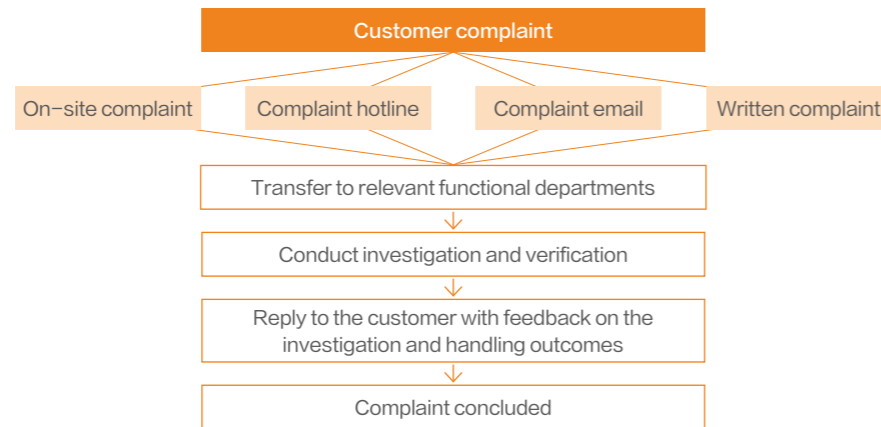 Customer complaint
On-site complaint
Complaint hotline
Complaint email
Written complaint
Transfer to relevant functional departments
Conduct investigation and verification
Reply to the customer with feedback on the
investigation and handling outcomes
Complaint concluded